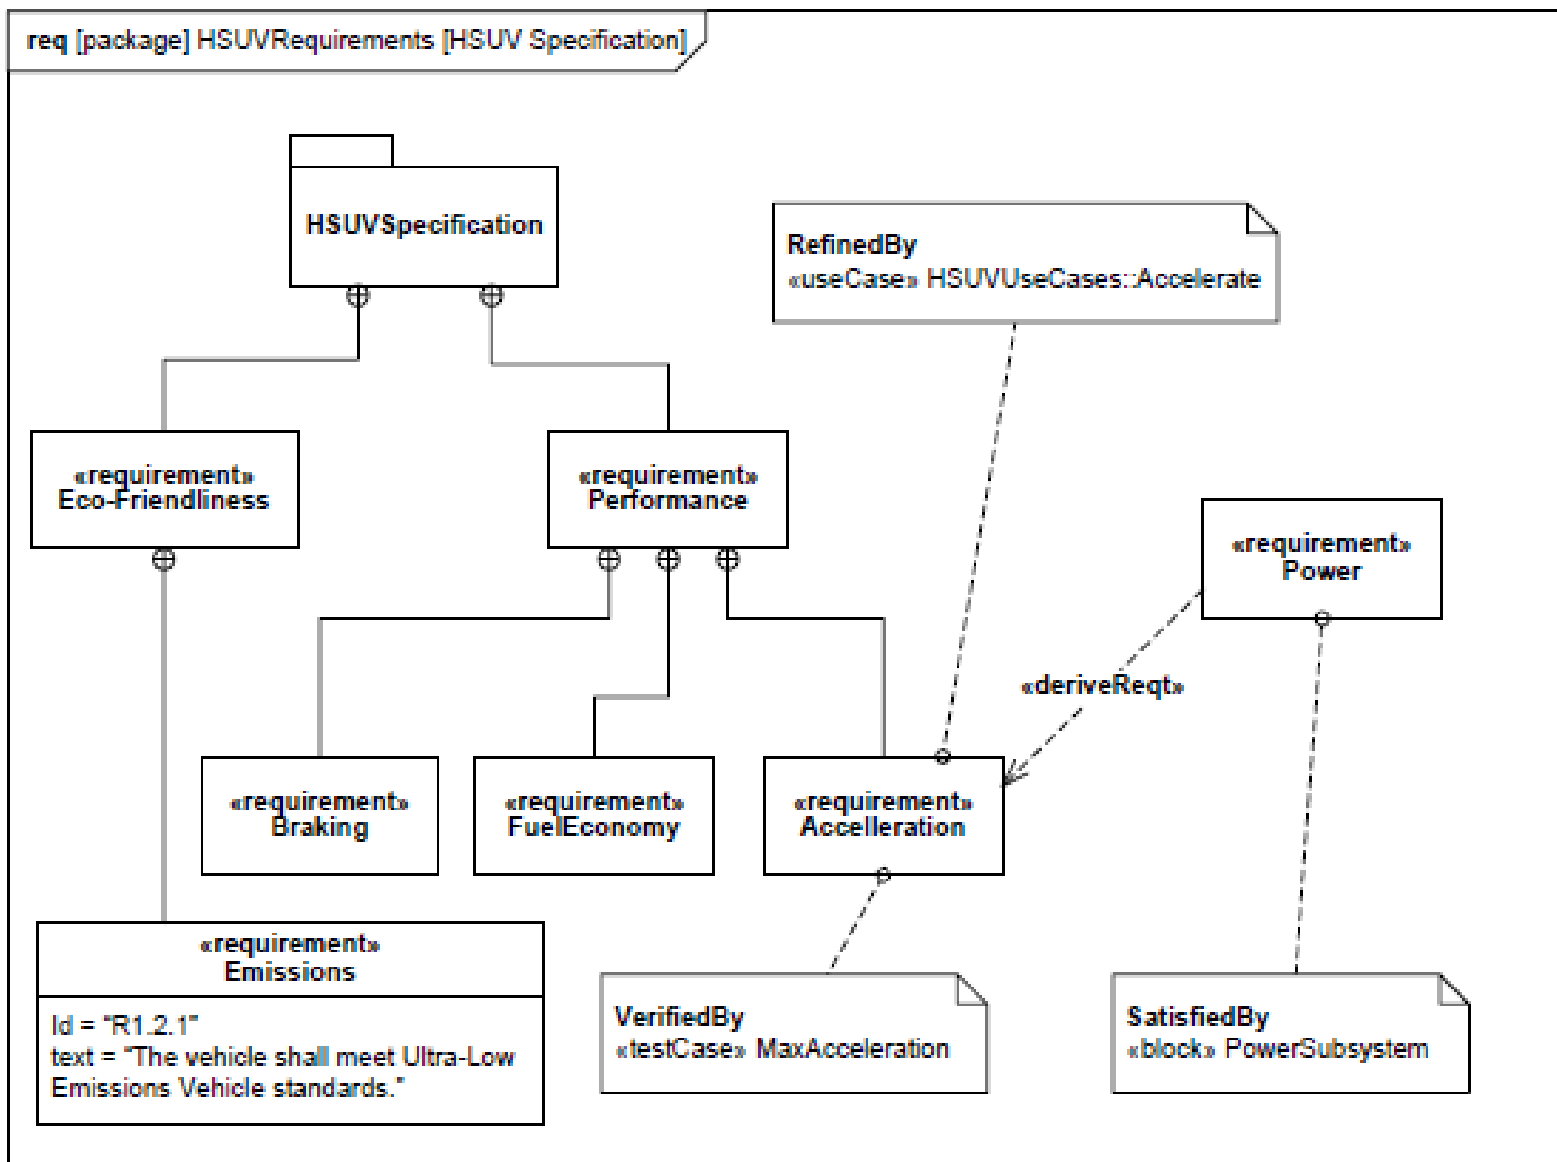 req [package] HSUVRequirements [HSUV Specification]
HSUVSpecification
RefinedBy
«useCase» HSUVUseCases::Accelerate
«requirement»
Eco-Friendliness
«requirement»
Performance
«requirement»
Power
«deriveReqt»
«requirement»
Braking
«requirement»
FuelEconomy
«requirement»
Accelleration
«requirement»
Emissions
Id = "R1.2.1"
text = "The vehicle shall meet Ultra-Low
Emissions Vehicle standards."
VerifiedBy
«testCase» MaxAcceleration
SatisfiedBy
«block» PowerSubsystem